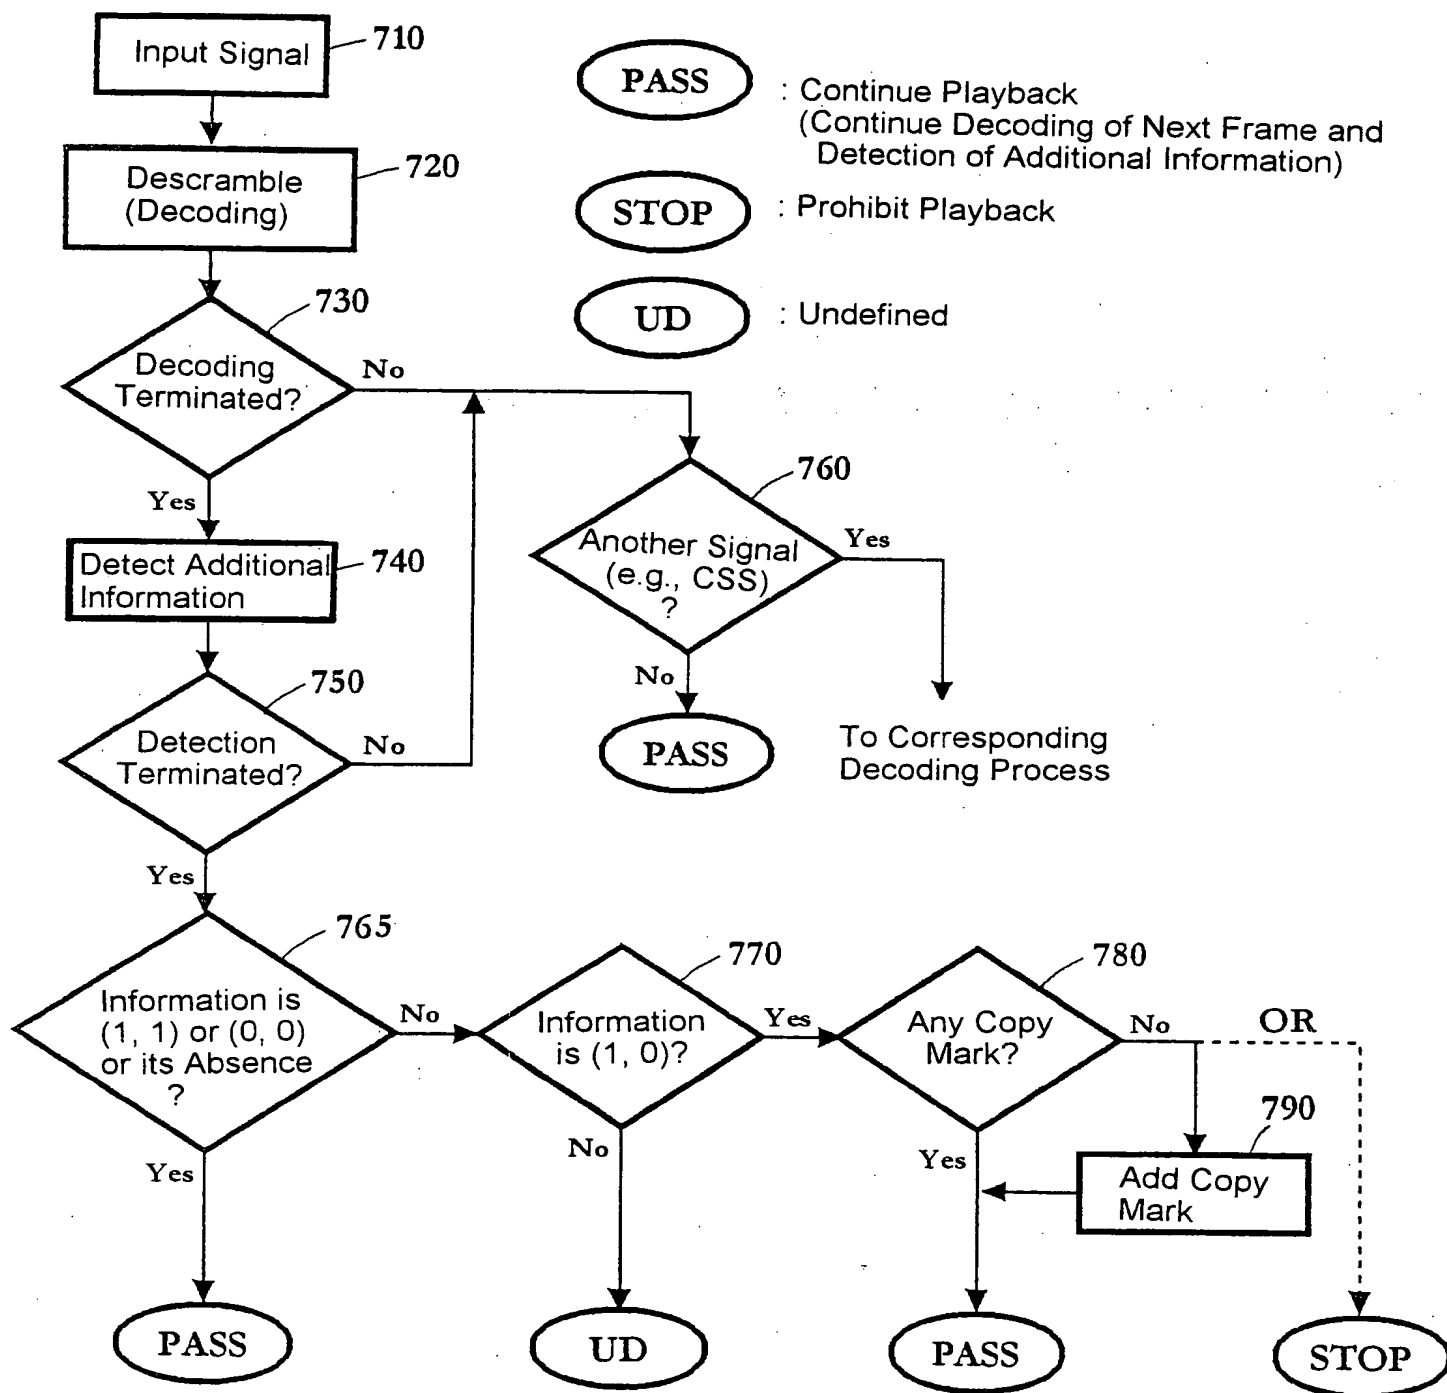 Input Signal
710
Descramble
(Decoding)
720
PASS
: Continue Playback
(Continue Decoding of Next Frame and
Detection of Additional Information)
STOP
: Prohibit Playback
UD
: Undefined
730
Decoding
Terminated?
No
Yes
760
Another Signal
(e.g., CSS)
?
Yes
No
PASS
To Corresponding
Decoding Process
Detect Additional
Information
740
750
Detection
Terminated?
No
Yes
765
Information is
(1, 1) or (0, 0)
or its Absence
?
No
Yes
PASS
770
Information
is (1, 0)?
Yes
No
UD
780
Any Copy
Mark?
No
OR
Yes
790
Add Copy
Mark
PASS
STOP